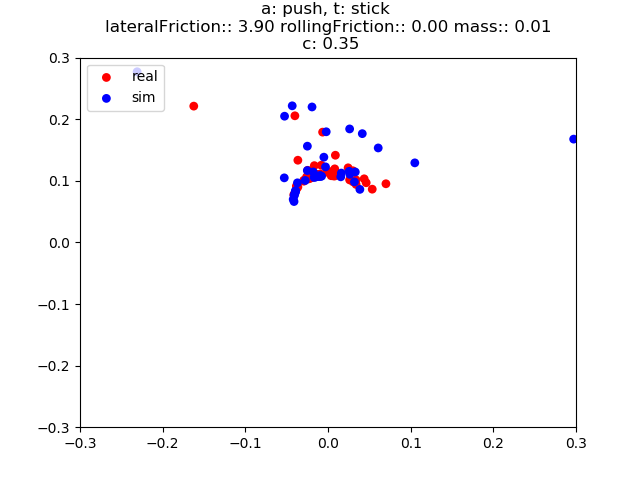 a: push, t: stick
lateralFriction:: 3.90 rollingFriction:: 0.00 mass:: 0.01
c: 0.35
real
sim
0.3
0.2
0.1
0.0
−0.1
−0.2
−0.3
−0.3
−0.2
−0.1
0.0
0.1
0.2
0.3